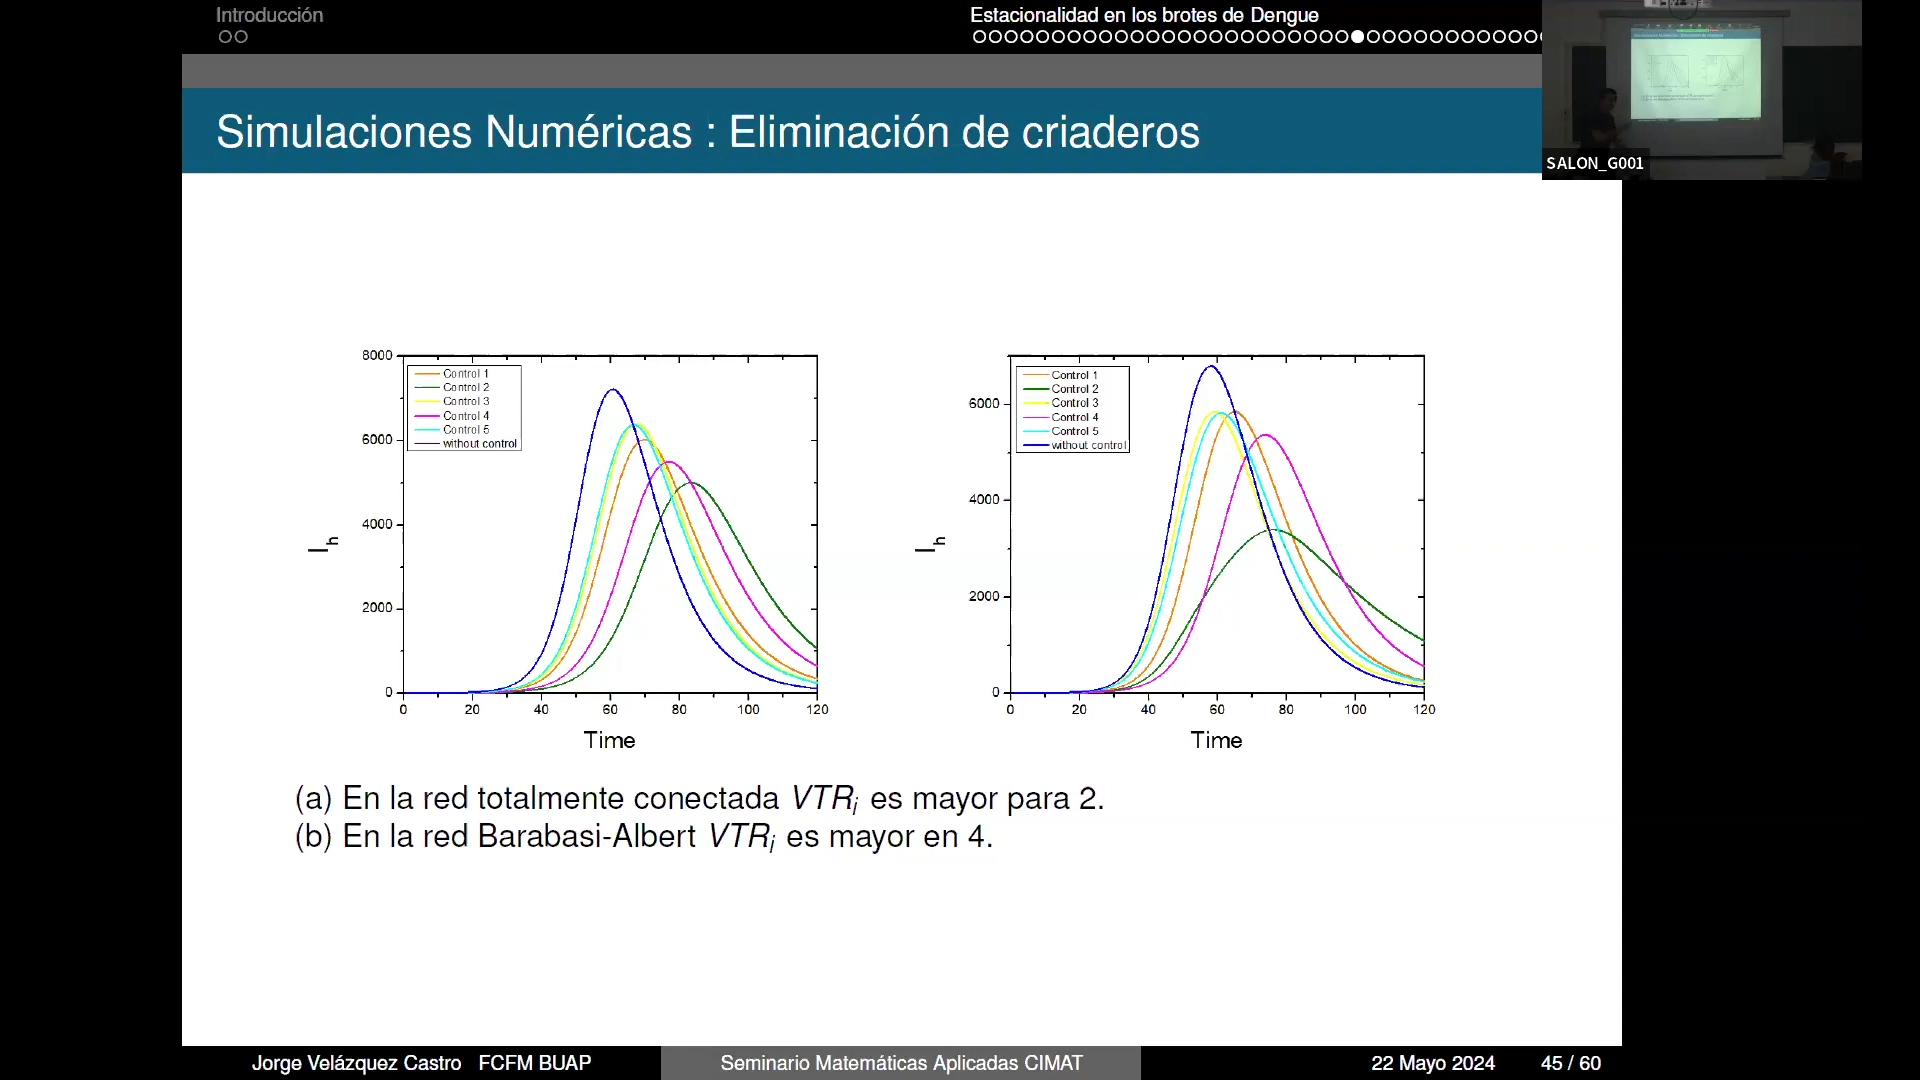 Introducción
Estacionalidad en los brotes de Dengue
Simulaciones Numéricas : Eliminación de criaderos
SALON_G001
8000
6000
4000
2000
0
I_h
Control 1
Control 2
Control 3
Control 4
Control 5
without control
0 20 40 60 80 100 120
Time
6000
4000
2000
0
I_h
Control 1
Control 2
Control 3
Control 4
Control 5
without control
0 20 40 60 80 100 120
Time
(a) En la red totalmente conectada VTR_i es mayor para 2.
(b) En la red Barabasi-Albert VTR_i es mayor en 4.
Jorge Velázquez Castro FCFM BUAP
Seminario Matemáticas Aplicadas CIMAT
22 Mayo 2024
45 / 60